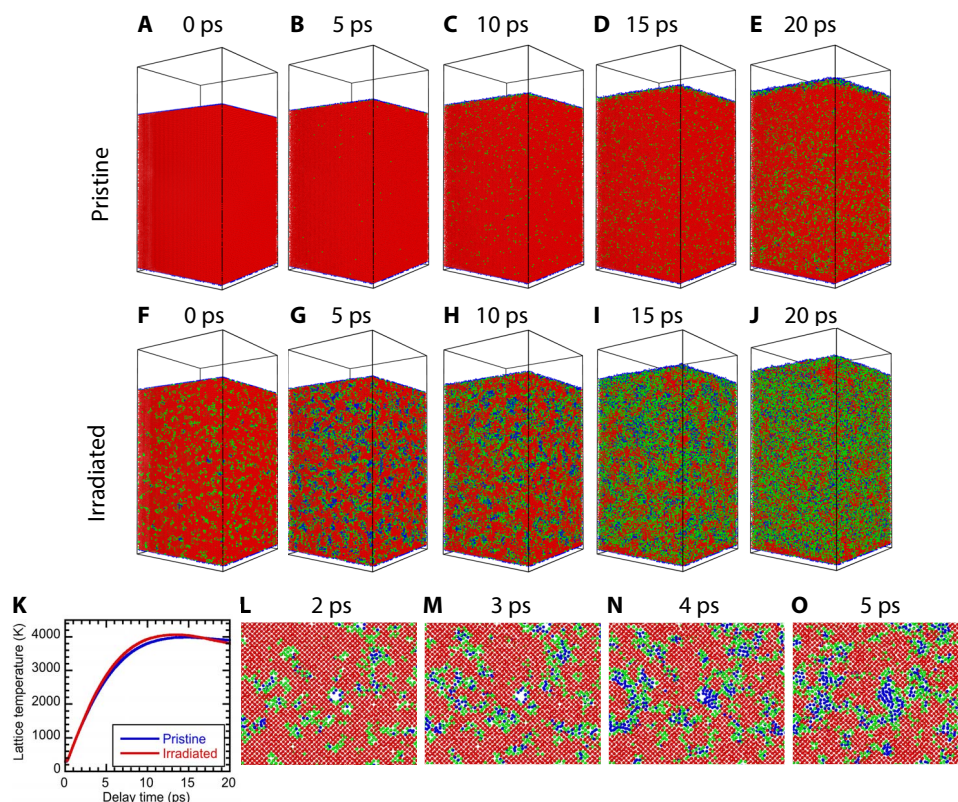 A 0 ps B 5 ps C 10 ps D 15 ps E 20 ps
Pristine
F 0 ps G 5 ps H 10 ps I 15 ps J 20 ps
Irradiated
K L 2 ps M 3 ps N 4 ps O 5 ps
Lattice temperature (K)
4000
3000
2000
1000
0
Pristine
Irradiated
0 5 10 15 20
Delay time (ps)